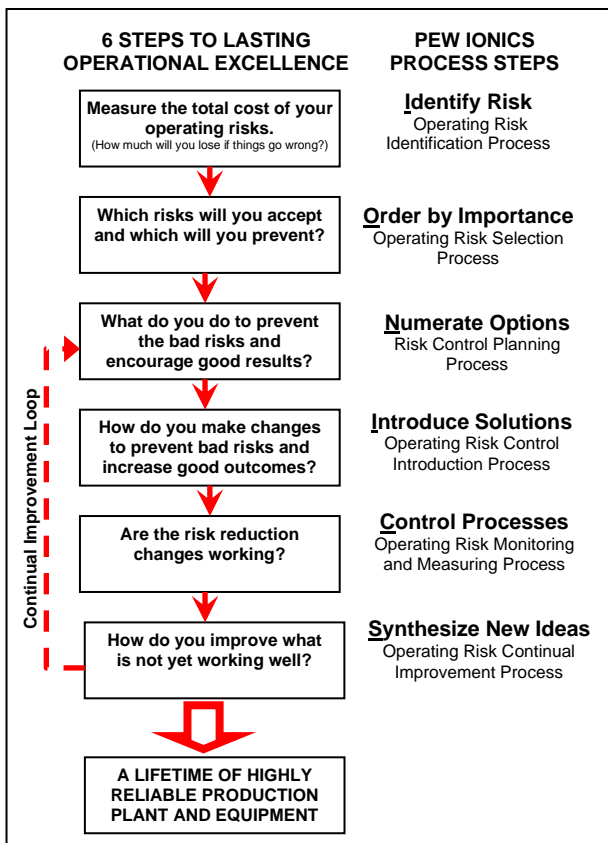 6 STEPS TO LASTING
OPERATIONAL EXCELLENCE
PEW IONICS
PROCESS STEPS
Measure the total cost of your
operating risks.
(How much will you lose if things go wrong?)
Identify Risk
Operating Risk
Identification Process
Which risks will you accept
and which will you prevent?
Order by Importance
Operating Risk Selection
Process
What do you do to prevent
the bad risks and
encourage good results?
Numerate Options
Risk Control Planning
Process
How do you make changes
to prevent bad risks and
increase good outcomes?
Introduce Solutions
Operating Risk Control
Introduction Process
Are the risk reduction
changes working?
Control Processes
Operating Risk Monitoring
and Measuring Process
How do you improve what
is not yet working well?
Synthesize New Ideas
Operating Risk Continual
Improvement Process
Continual Improvement Loop
A LIFETIME OF HIGHLY
RELIABLE PRODUCTION
PLANT AND EQUIPMENT